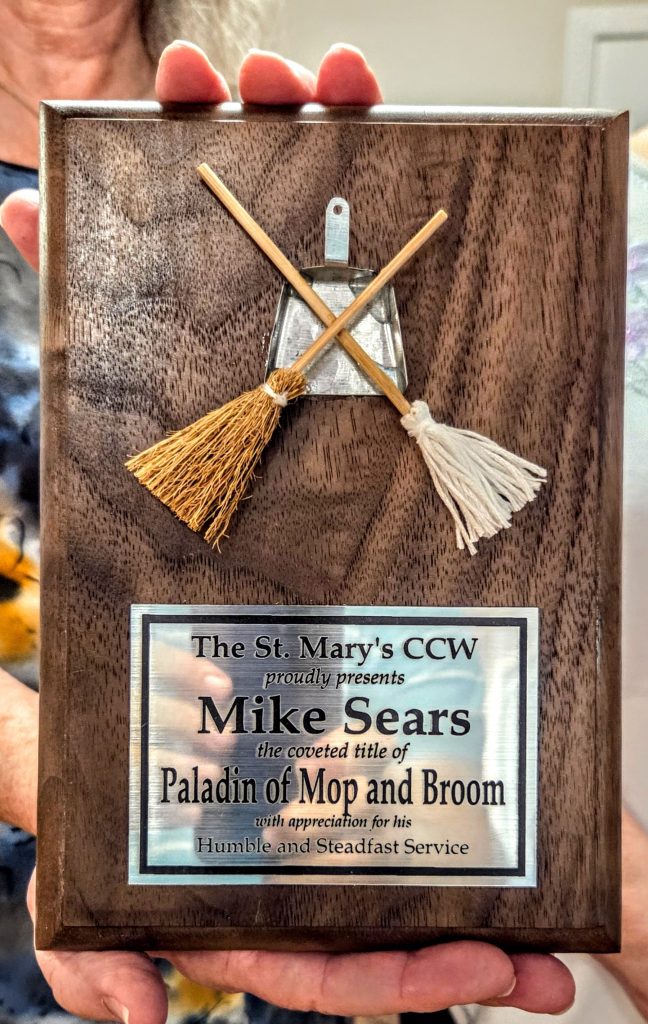 The St. Mary's CCW
proudly presents
Mike Sears
the coveted title of
Paladin of Mop and Broom
with appreciation for his
Humble and Steadfast Service